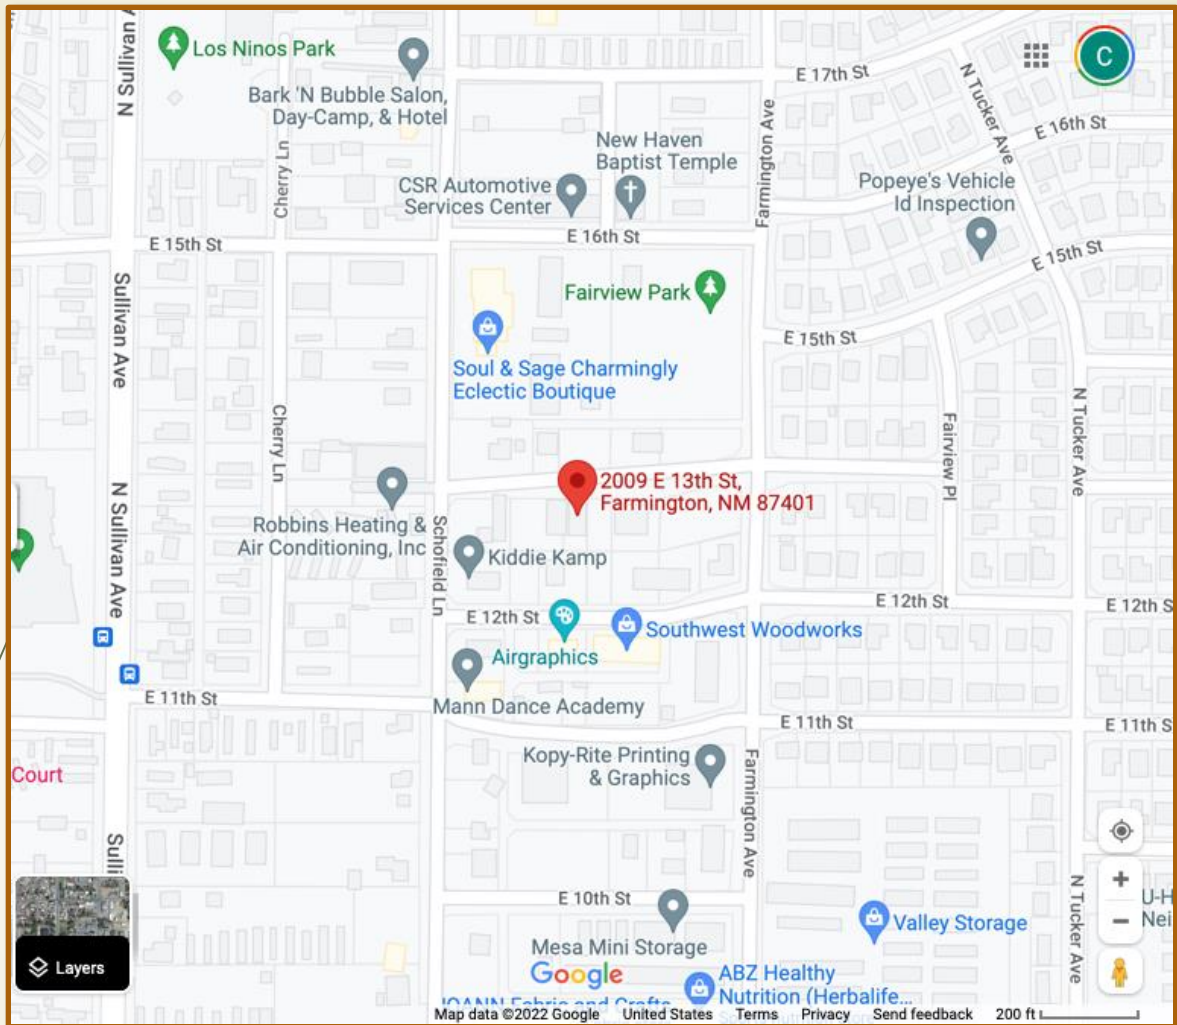 N Sullivan A
Los Ninos Park
Bark 'N Bubble Salon,
Day-Camp, & Hotel
Cherry Ln
E 17th St
N Tucker Ave
C
Farmington Ave
E 16th St
New Haven
Baptist Temple
CSR Automotive
Services Center
Popeye's Vehicle
Id Inspection
E 15th St
E 16th St
E 15th St
Sullivan Ave
Fairview Park
E 15th St
Soul & Sage Charmingly
Eclectic Boutique
Cherry Ln
Fairview Pl
N Tucker Ave
2009 E 13th St,
Farmington, NM 87401
N Sullivan Ave
Robbins Heating &
Air Conditioning, Inc
Schofield Ln
Kiddie Kamp
E 12th St
E 12th St
E 12th S
Southwest Woodworks
Airgraphics
E 11th St
Mann Dance Academy
E 11th St
E 11th S
Kopy-Rite Printing
& Graphics
Court
Farmington Ave
Sulli
E 10th St
N Tucker Ave
U-H
Nei
Valley Storage
Mesa Mini Storage
Layers
Google
ABZ Healthy
Nutrition (Herbalife...
JOANN Fabric and Crafts
Map data ©2022 Google United States Terms Privacy Send feedback 200 ft